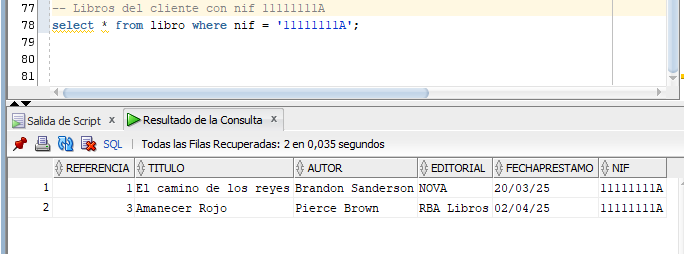 77 -- Libros del cliente con nif 11111111A
78 select * from libro where nif = '11111111A';
79
80
81
Salida de Script x Resultado de la Consulta x
SQL | Todas las Filas Recuperadas: 2 en 0,035 segundos
REFERENCIA TITULO AUTOR EDITORIAL FECHAPRESTAMO NIF
1 1 El camino de los reyes Brandon Sanderson NOVA 20/03/25 11111111A
2 3 Amanecer Rojo Pierce Brown RBA Libros 02/04/25 11111111A